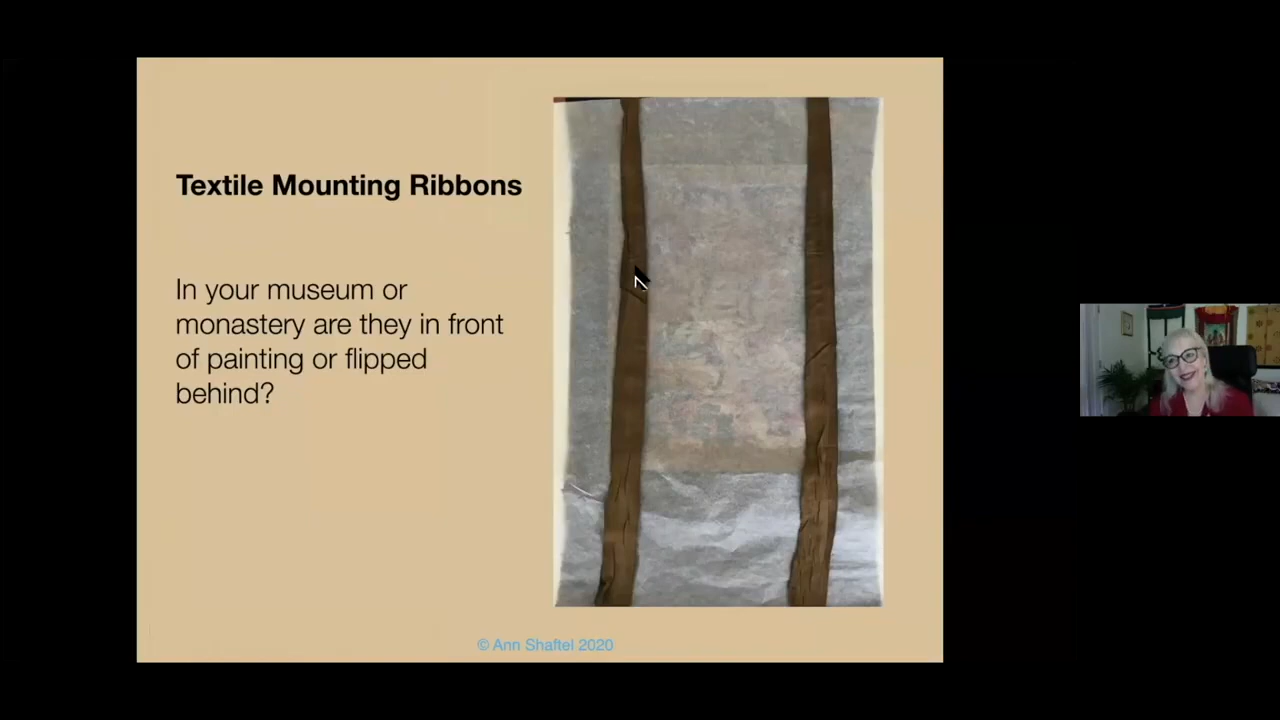 Textile Mounting Ribbons
In your museum or
monastery are they in front
of painting or flipped
behind?
© Ann Shaftel 2020